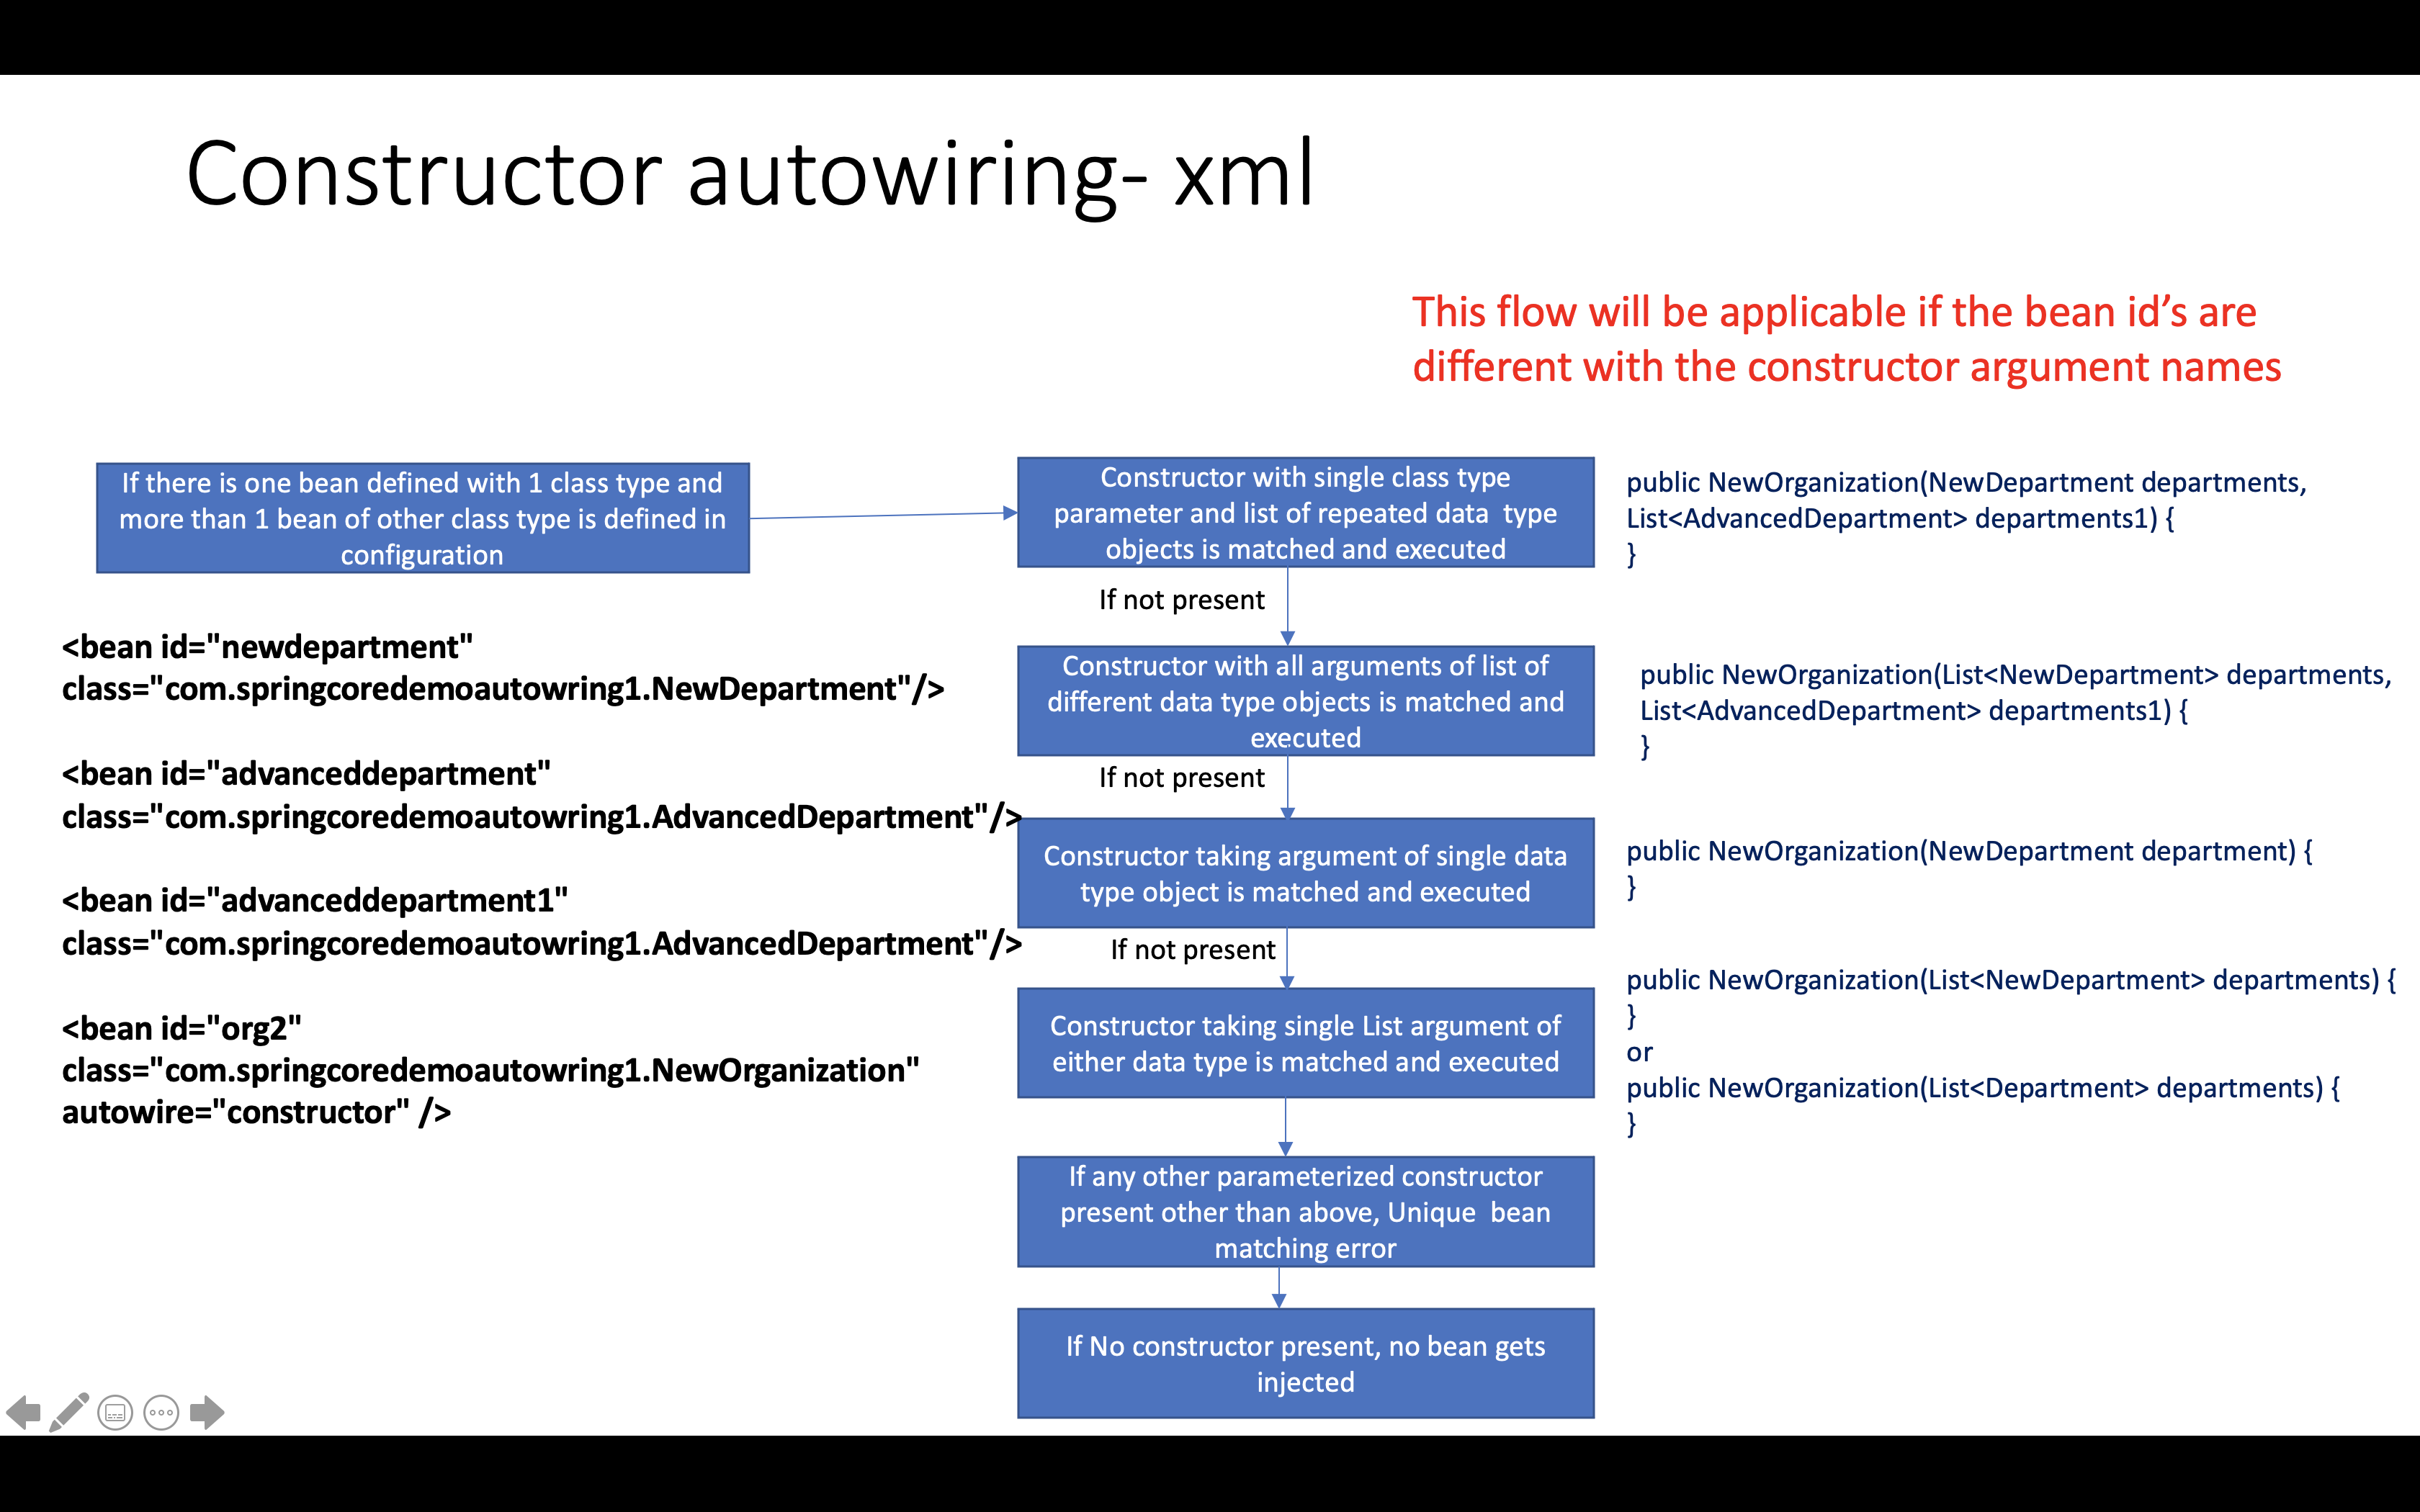 Constructor autowiring- xml
This flow will be applicable if the bean id’s are
different with the constructor argument names
If there is one bean defined with 1 class type and
more than 1 bean of other class type is defined in
configuration
<bean id="newdepartment"
class="com.springcoredemoautowring1.NewDepartment"/>
<bean id="advanceddepartment"
class="com.springcoredemoautowring1.AdvancedDepartment"/>
<bean id="advanceddepartment1"
class="com.springcoredemoautowring1.AdvancedDepartment"/>
<bean id="org2"
class="com.springcoredemoautowring1.NewOrganization"
autowire="constructor" />
Constructor with single class type
parameter and list of repeated data  type
objects is matched and executed
public NewOrganization(NewDepartment departments,
List<AdvancedDepartment> departments1) {
}
If not present
Constructor with all arguments of list of
different data type objects is matched and
executed
public NewOrganization(List<NewDepartment> departments,
List<AdvancedDepartment> departments1) {
}
If not present
Constructor taking argument of single data
type object is matched and executed
public NewOrganization(NewDepartment department) {
}
If not present
Constructor taking single List argument of
either data type is matched and executed
public NewOrganization(List<NewDepartment> departments) {
}
or
public NewOrganization(List<Department> departments) {
}
If any other parameterized constructor
present other than above, Unique  bean
matching error
If No constructor present, no bean gets
injected